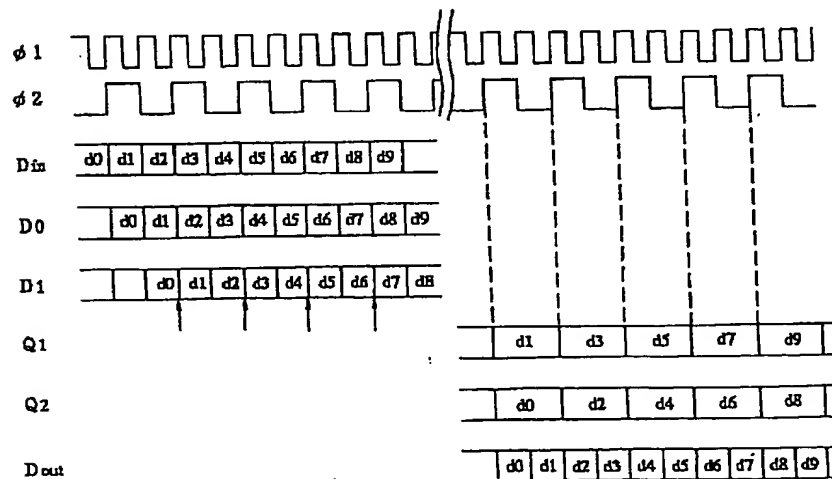 φ1
φ2
Din d0 d1 d2 d3 d4 d5 d6 d7 d8 d9
D0 d0 d1 d2 d3 d4 d5 d6 d7 d8 d9
D1 d0 d1 d2 d3 d4 d5 d6 d7 d8
Q1 d1 d3 d5 d7 d9
Q2 d0 d2 d4 d6 d8
Dout d0 d1 d2 d3 d4 d5 d6 d7 d8 d9